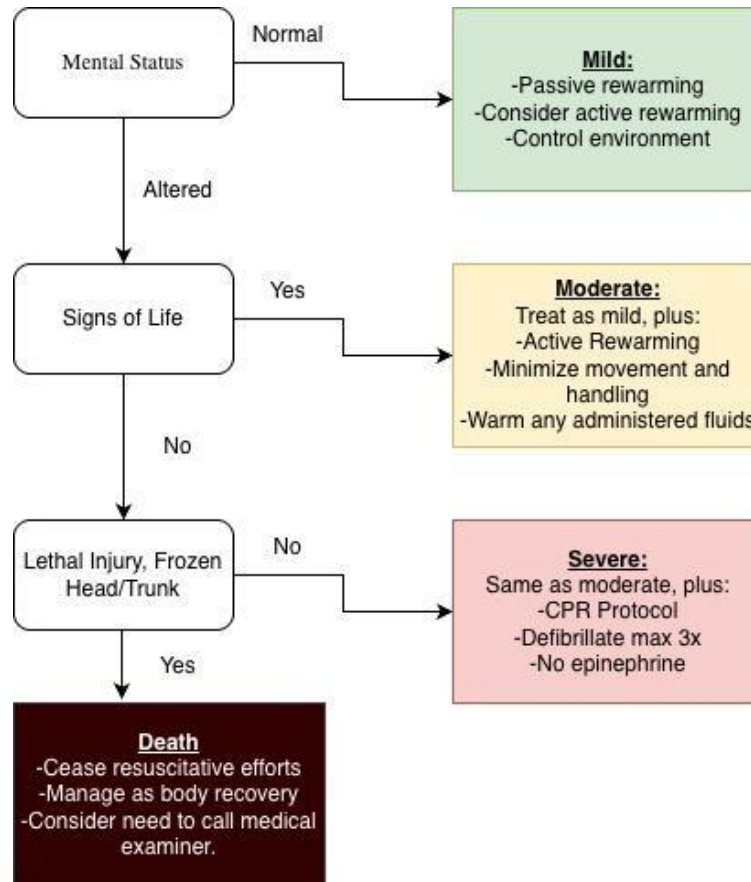 Mental Status
Normal
Mild:
-Passive rewarming
-Consider active rewarming
-Control environment
Altered
Signs of Life
Yes
Moderate:
Treat as mild, plus:
-Active Rewarming
-Minimize movement and
handling
-Warm any administered fluids
No
Lethal Injury, Frozen
Head/Trunk
No
Severe:
Same as moderate, plus:
-CPR Protocol
-Defibrillate max 3x
-No epinephrine
Yes
Death
-Cease resuscitative efforts
-Manage as body recovery
-Consider need to call medical
examiner.